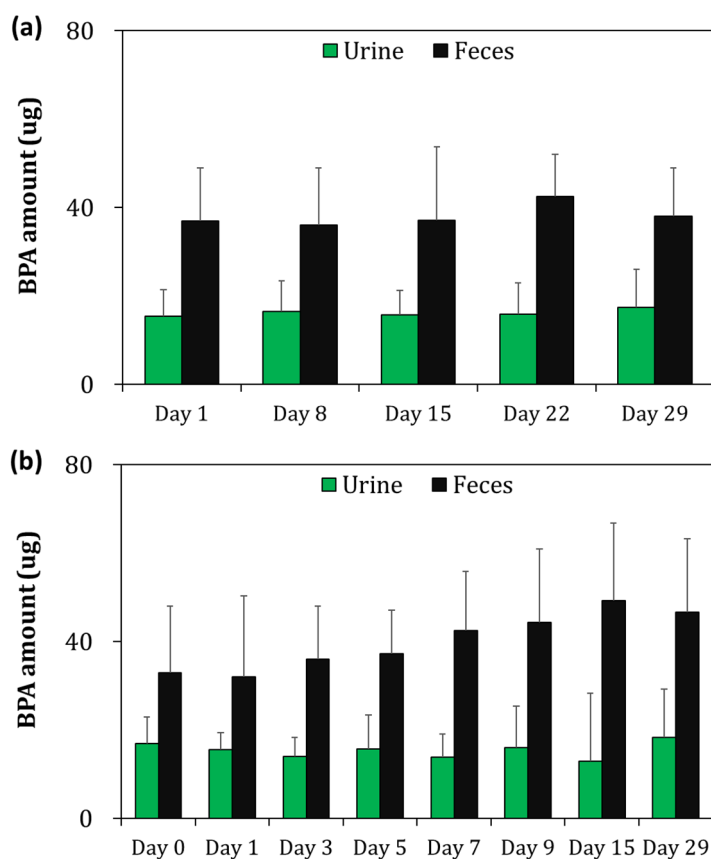 (a)
80
Urine Feces
BPA amount (ug)
40
0
Day 1 Day 8 Day 15 Day 22 Day 29
(b)
80
Urine Feces
BPA amount (ug)
40
0
Day 0 Day 1 Day 3 Day 5 Day 7 Day 9 Day 15 Day 29